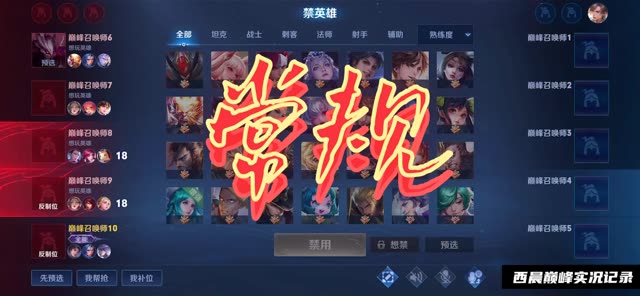 禁英雄
全部 坦克 战士 刺客 法师 射手 辅助 熟练度
巅峰召唤师6
想玩英雄
预选
巅峰召唤师7
想玩英雄
巅峰召唤师8
想玩英雄
18
巅峰召唤师9
想玩英雄
反制位
18
巅峰召唤师10
全能
反制位
巅峰召唤师1
巅峰召唤师2
巅峰召唤师3
巅峰召唤师4
巅峰召唤师5
常规
禁用 想禁 预选
先预选 我帮抢 我补位
西晨巅峰实况记录